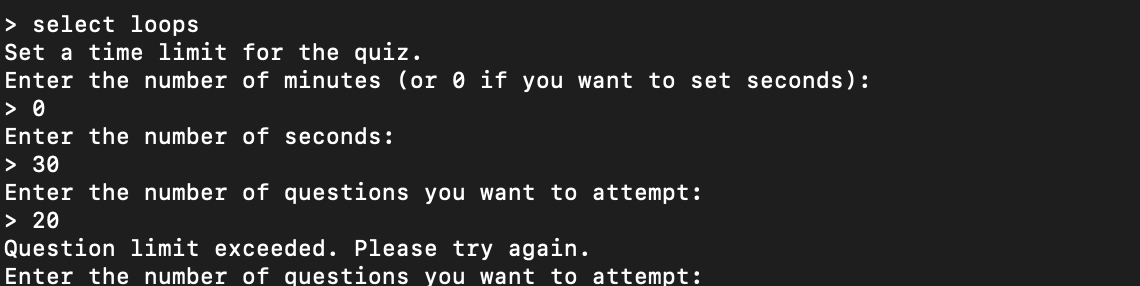 > select loops
Set a time limit for the quiz.
Enter the number of minutes (or 0 if you want to set seconds):
> 0
Enter the number of seconds:
> 30
Enter the number of questions you want to attempt:
> 20
Question limit exceeded. Please try again.
Enter the number of questions you want to attempt: